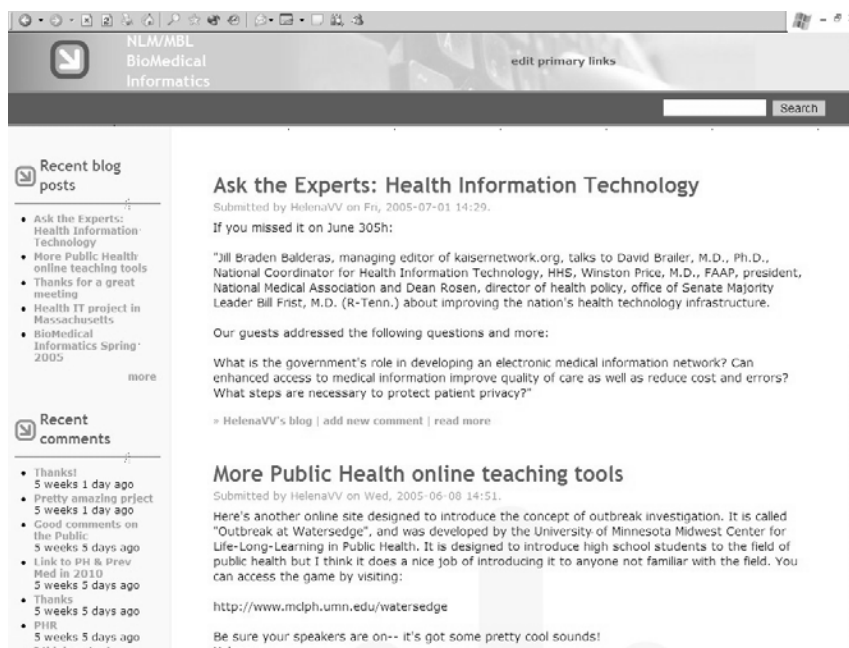 NLM/MBL
BioMedical
Informatics
edit primary links
Search
Recent blog
posts
Ask the Experts:
Health Information
Technology
More Public Health
online teaching tools
Thanks for a great
meeting
Health IT project in
Massachusetts
BioMedical
Informatics Spring
2005
more
Recent
comments
Thanks!
5 weeks 1 day ago
Pretty amazing prject
5 weeks 1 day ago
Good comments on
the Public
5 weeks 5 days ago
Link to PH & Prev
Med in 2010
5 weeks 5 days ago
Thanks
5 weeks 5 days ago
PHR
5 weeks 5 days ago
Ask the Experts: Health Information Technology
Submitted by HelenaVV on Fri, 2005-07-01 14:29.
If you missed it on June 305h:
"Jill Braden Balderas, managing editor of kaisernetwork.org, talks to David Brailer, M.D., Ph.D.,
National Coordinator for Health Information Technology, HHS, Winston Price, M.D., FAAP, president,
National Medical Association and Dean Rosen, director of health policy, office of Senate Majority
Leader Bill Frist, M.D. (R-Tenn.) about improving the nation's health technology infrastructure.
Our guests addressed the following questions and more:
What is the government's role in developing an electronic medical information network? Can
enhanced access to medical information improve quality of care as well as reduce cost and errors?
What steps are necessary to protect patient privacy?"
» HelenaVV's blog | add new comment | read more
More Public Health online teaching tools
Submitted by HelenaVV on Wed, 2005-06-08 14:51.
Here's another online site designed to introduce the concept of outbreak investigation. It is called
"Outbreak at Watersedge", and was developed by the University of Minnesota Midwest Center for
Life-Long-Learning in Public Health. It is designed to introduce high school students to the field of
public health but I think it does a nice job of introducing it to anyone not familiar with the field. You
can access the game by visiting:
http://www.mclph.umn.edu/watersedge
Be sure your speakers are on-- it's got some pretty cool sounds!